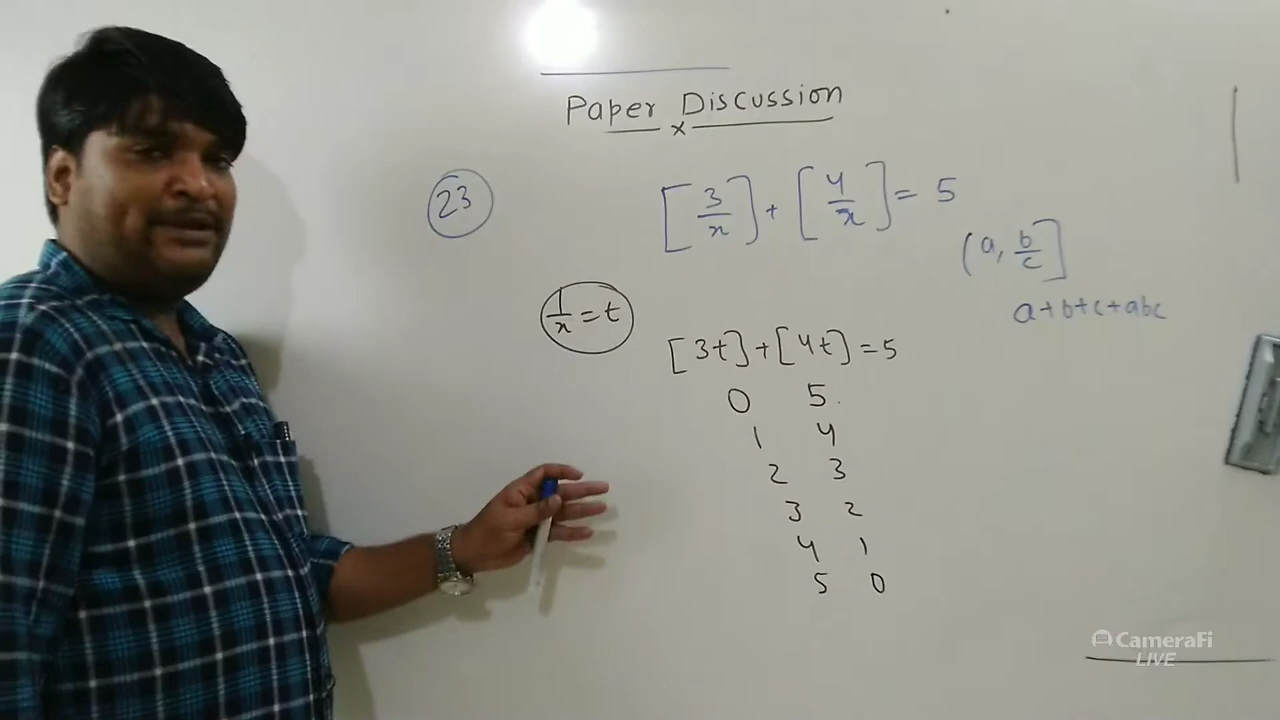 Paper Discussion
x
23
[3/x] + [4/x] = 5
(a, b/c]
a+b+c+abc
1/x = t
[3t]+[4t] = 5
0 5
1 4
2 3
3 2
4 1
5 0
CameraFi
LIVE